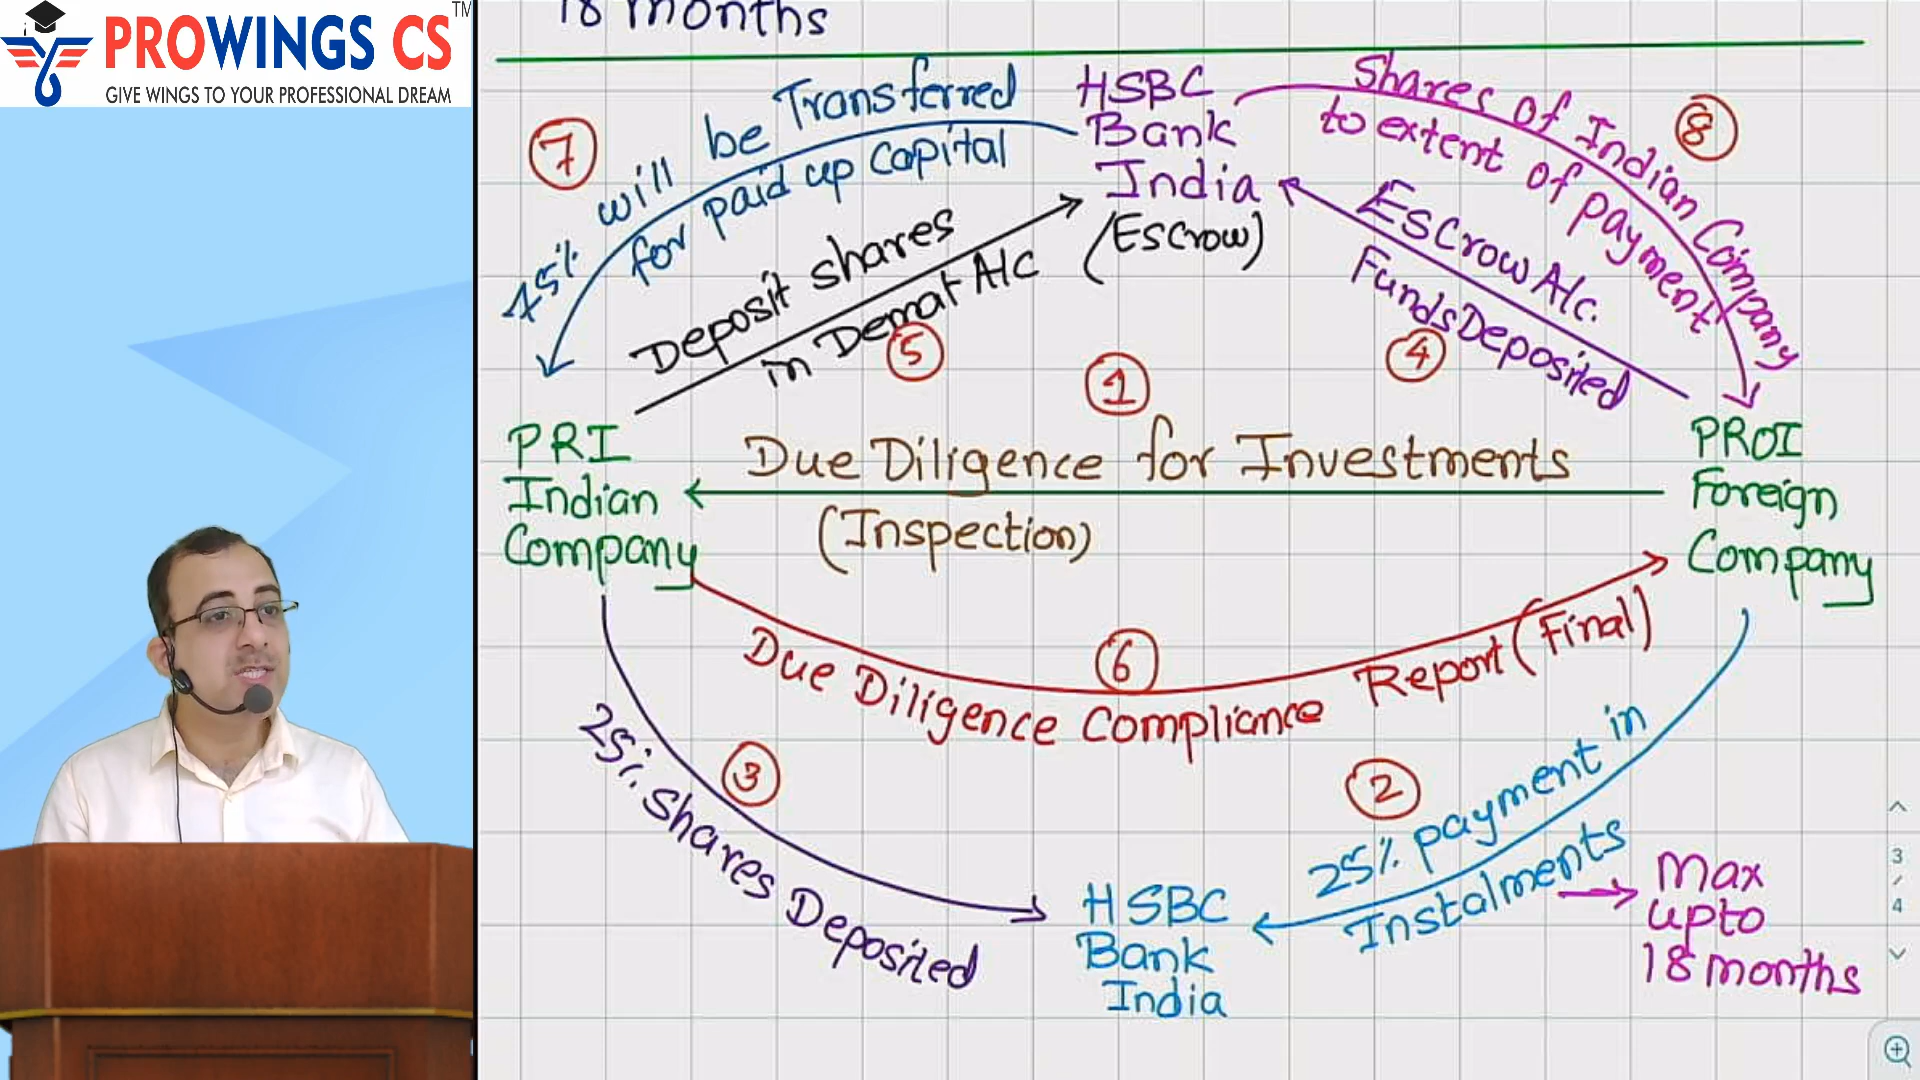 PROWINGS CS TM
GIVE WINGS TO YOUR PROFESSIONAL DREAM
18 months
7
75% will be Transferred
for paid up capital
HSBC
Bank
India
(Escrow)
Shares of Indian Company
to extent of payment
8
Deposit shares
in Demat A/c
5
Escrow A/c.
Funds Deposited
4
1
PRI
Indian
Company
Due Diligence for Investments
(Inspection)
PROI
Foreign
Company
6
Due Diligence Compliance Report (Final)
3
25% Shares Deposited
2
25% payment in
Instalments
Max
upto
18 months
HSBC
Bank
India
3
/
4